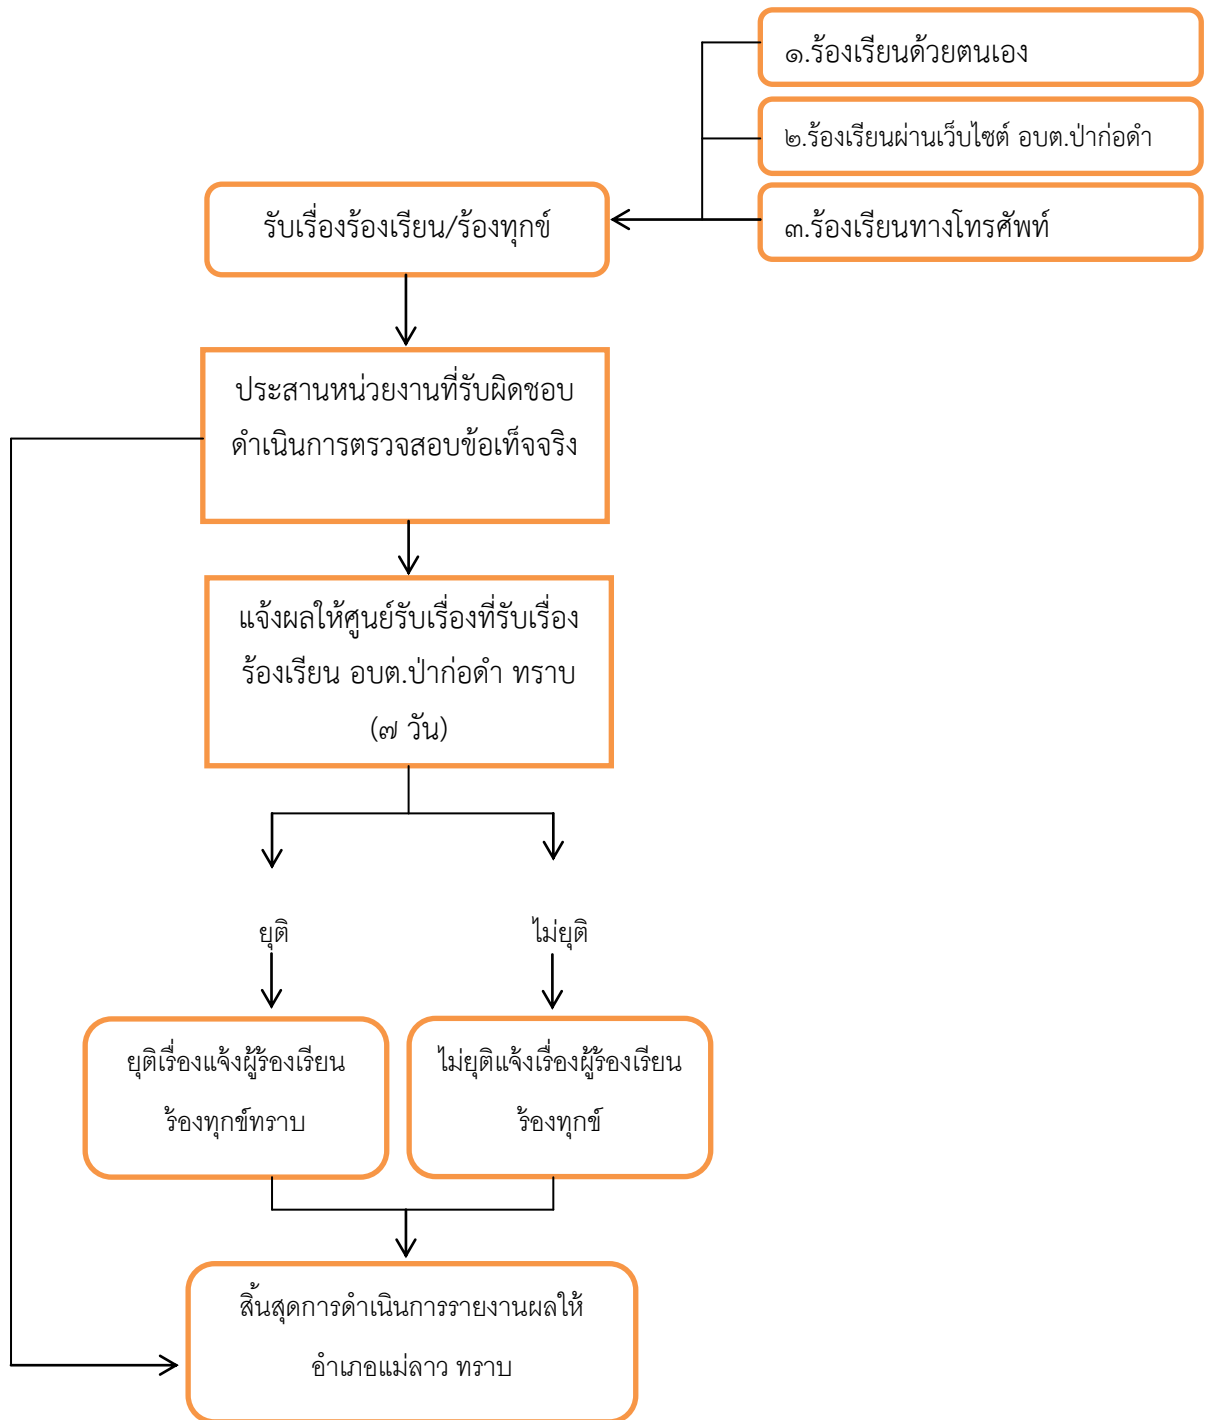 ๑.ร้องเรียนด้วยตนเอง
๒.ร้องเรียนผ่านเว็บไซต์ อบต.ป่าก่อดำ
๓.ร้องเรียนทางโทรศัพท์
รับเรื่องร้องเรียน/ร้องทุกข์
ประสานหน่วยงานที่รับผิดชอบ
ดำเนินการตรวจสอบข้อเท็จจริง
แจ้งผลให้ศูนย์รับเรื่องที่รับเรื่อง
ร้องเรียน อบต.ป่าก่อดำ ทราบ
(๗ วัน)
ยุติ
ไม่ยุติ
ยุติเรื่องแจ้งผู้ร้องเรียน
ร้องทุกข์ทราบ
ไม่ยุติแจ้งเรื่องผู้ร้องเรียน
ร้องทุกข์
สิ้นสุดการดำเนินการรายงานผลให้
อำเภอแม่ลาว ทราบ